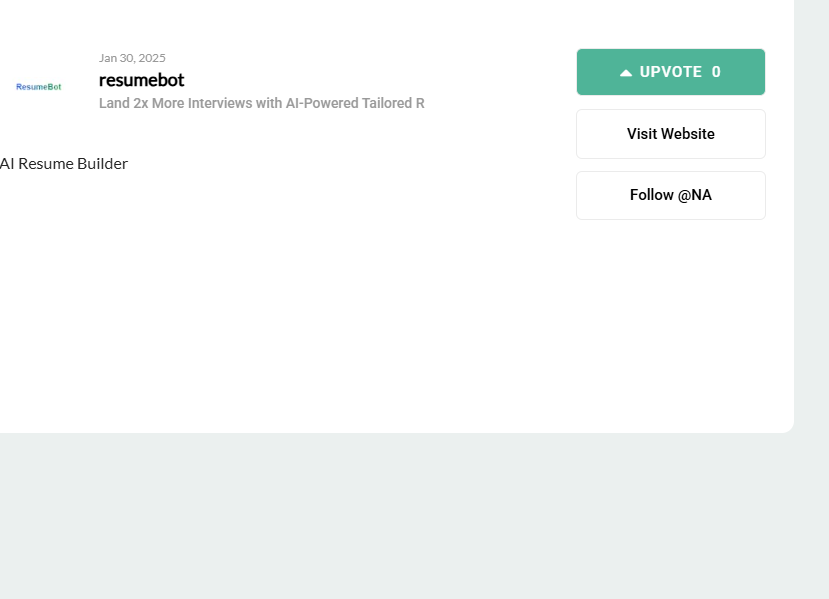 Jan 30, 2025
ResumeBot
resumebot
Land 2x More Interviews with AI-Powered Tailored R
AI Resume Builder
UPVOTE 0
Visit Website
Follow @NA